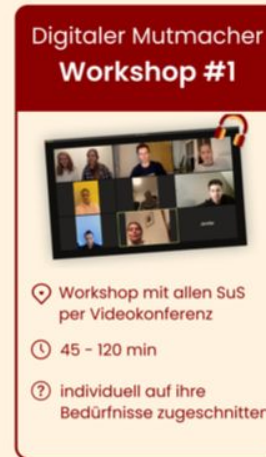 Digitaler Mutmacher
Workshop #1
Workshop mit allen SuS
per Videokonferenz
45 - 120 min
individuell auf ihre
Bedürfnisse zugeschnitten